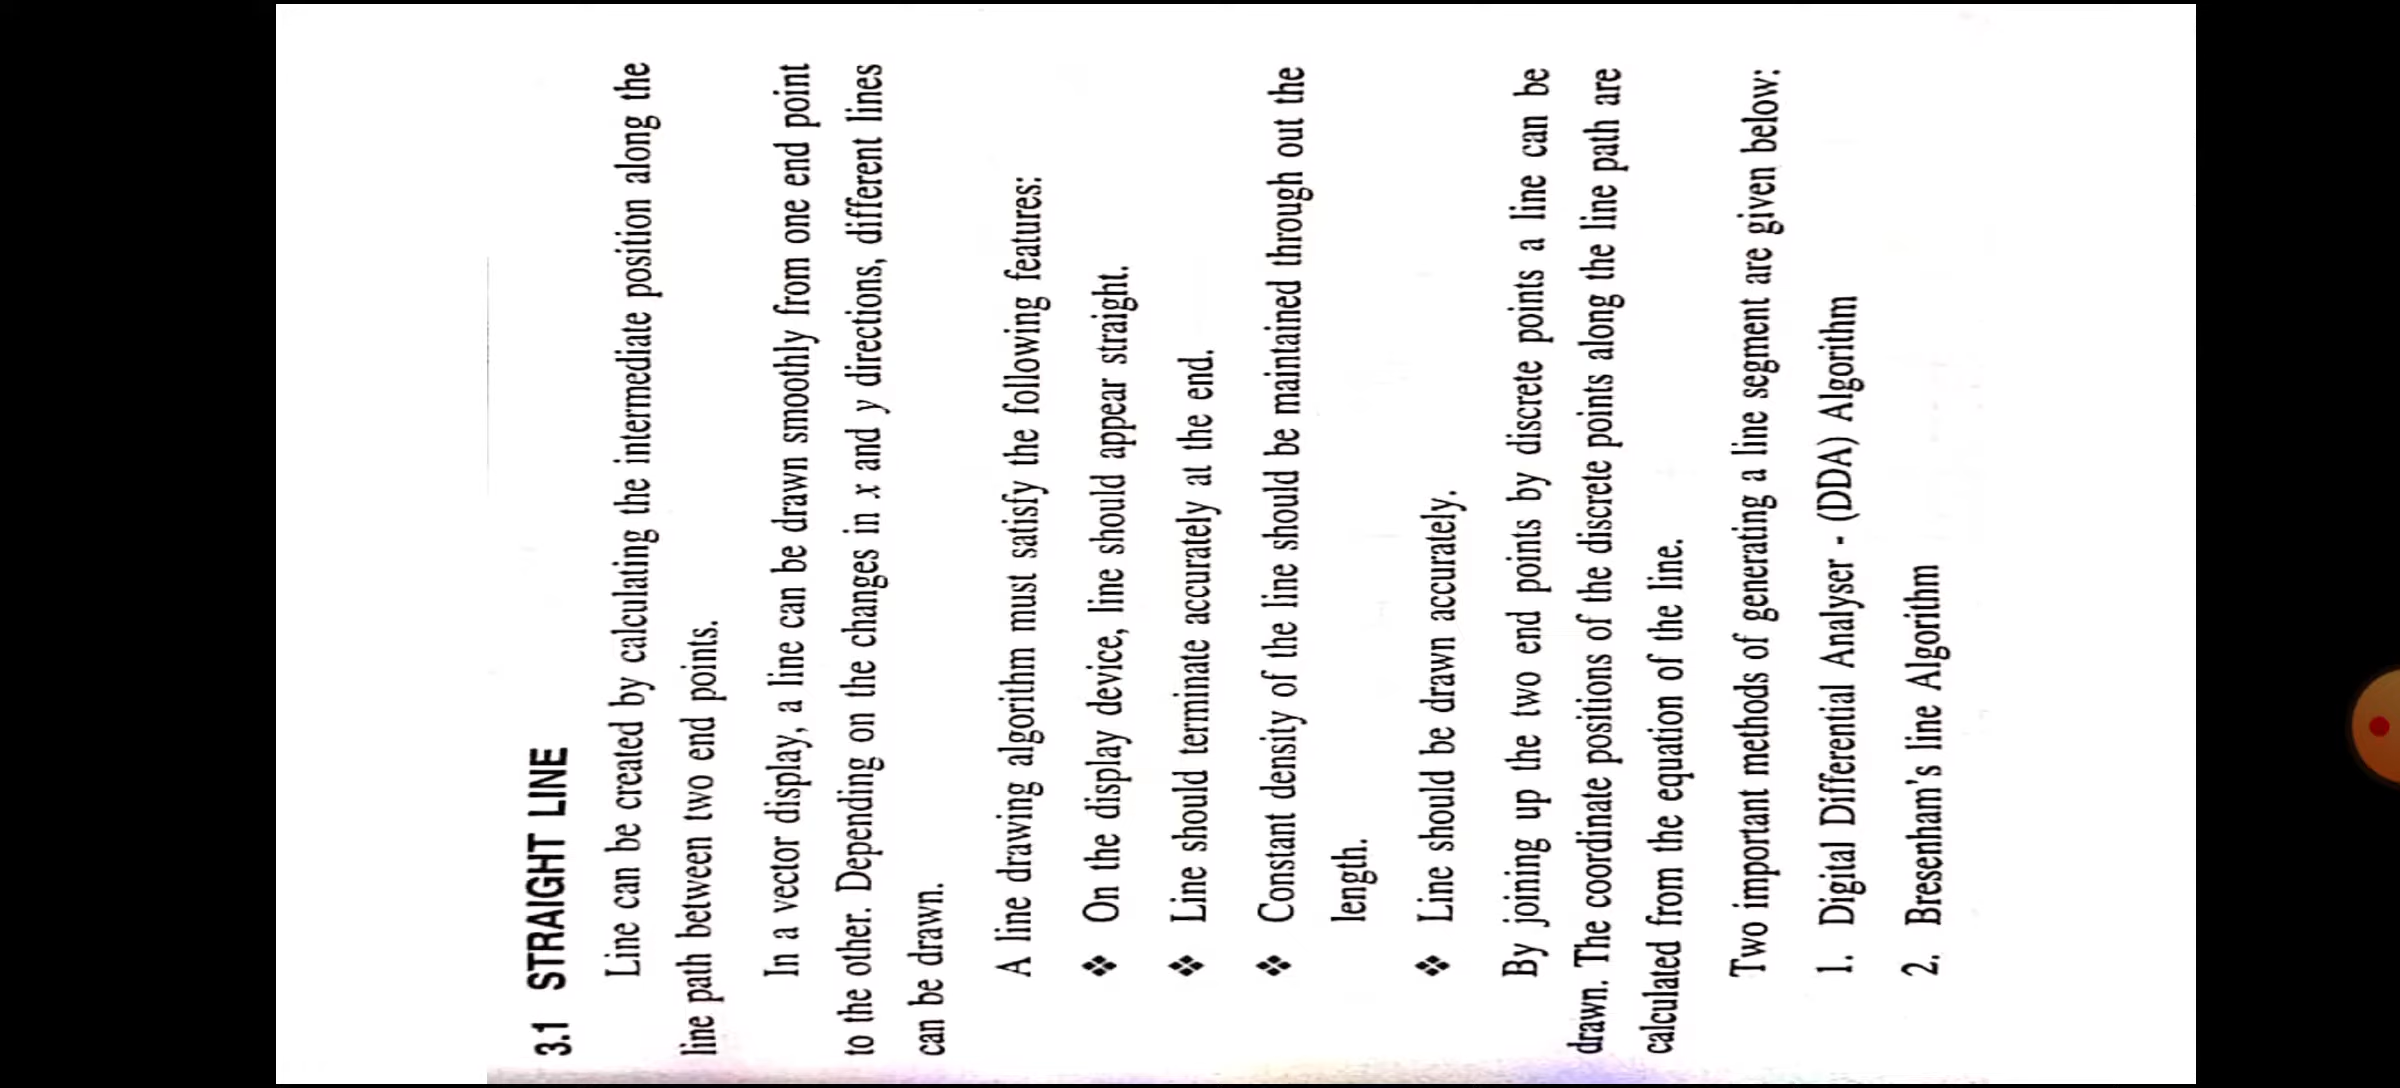 3.1 STRAIGHT LINE
Line can be created by calculating the intermediate position along the
line path between two end points.
In a vector display, a line can be drawn smoothly from one end point
to the other. Depending on the changes in x and y directions, different lines
can be drawn.
A line drawing algorithm must satisfy the following features:
❖ On the display device, line should appear straight.
❖ Line should terminate accurately at the end.
❖ Constant density of the line should be maintained through out the
length.
❖ Line should be drawn accurately.
By joining up the two end points by discrete points a line can be
drawn. The coordinate positions of the discrete points along the line path are
calculated from the equation of the line.
Two important methods of generating a line segment are given below:
1. Digital Differential Analyser - (DDA) Algorithm
2. Bresenham's line Algorithm